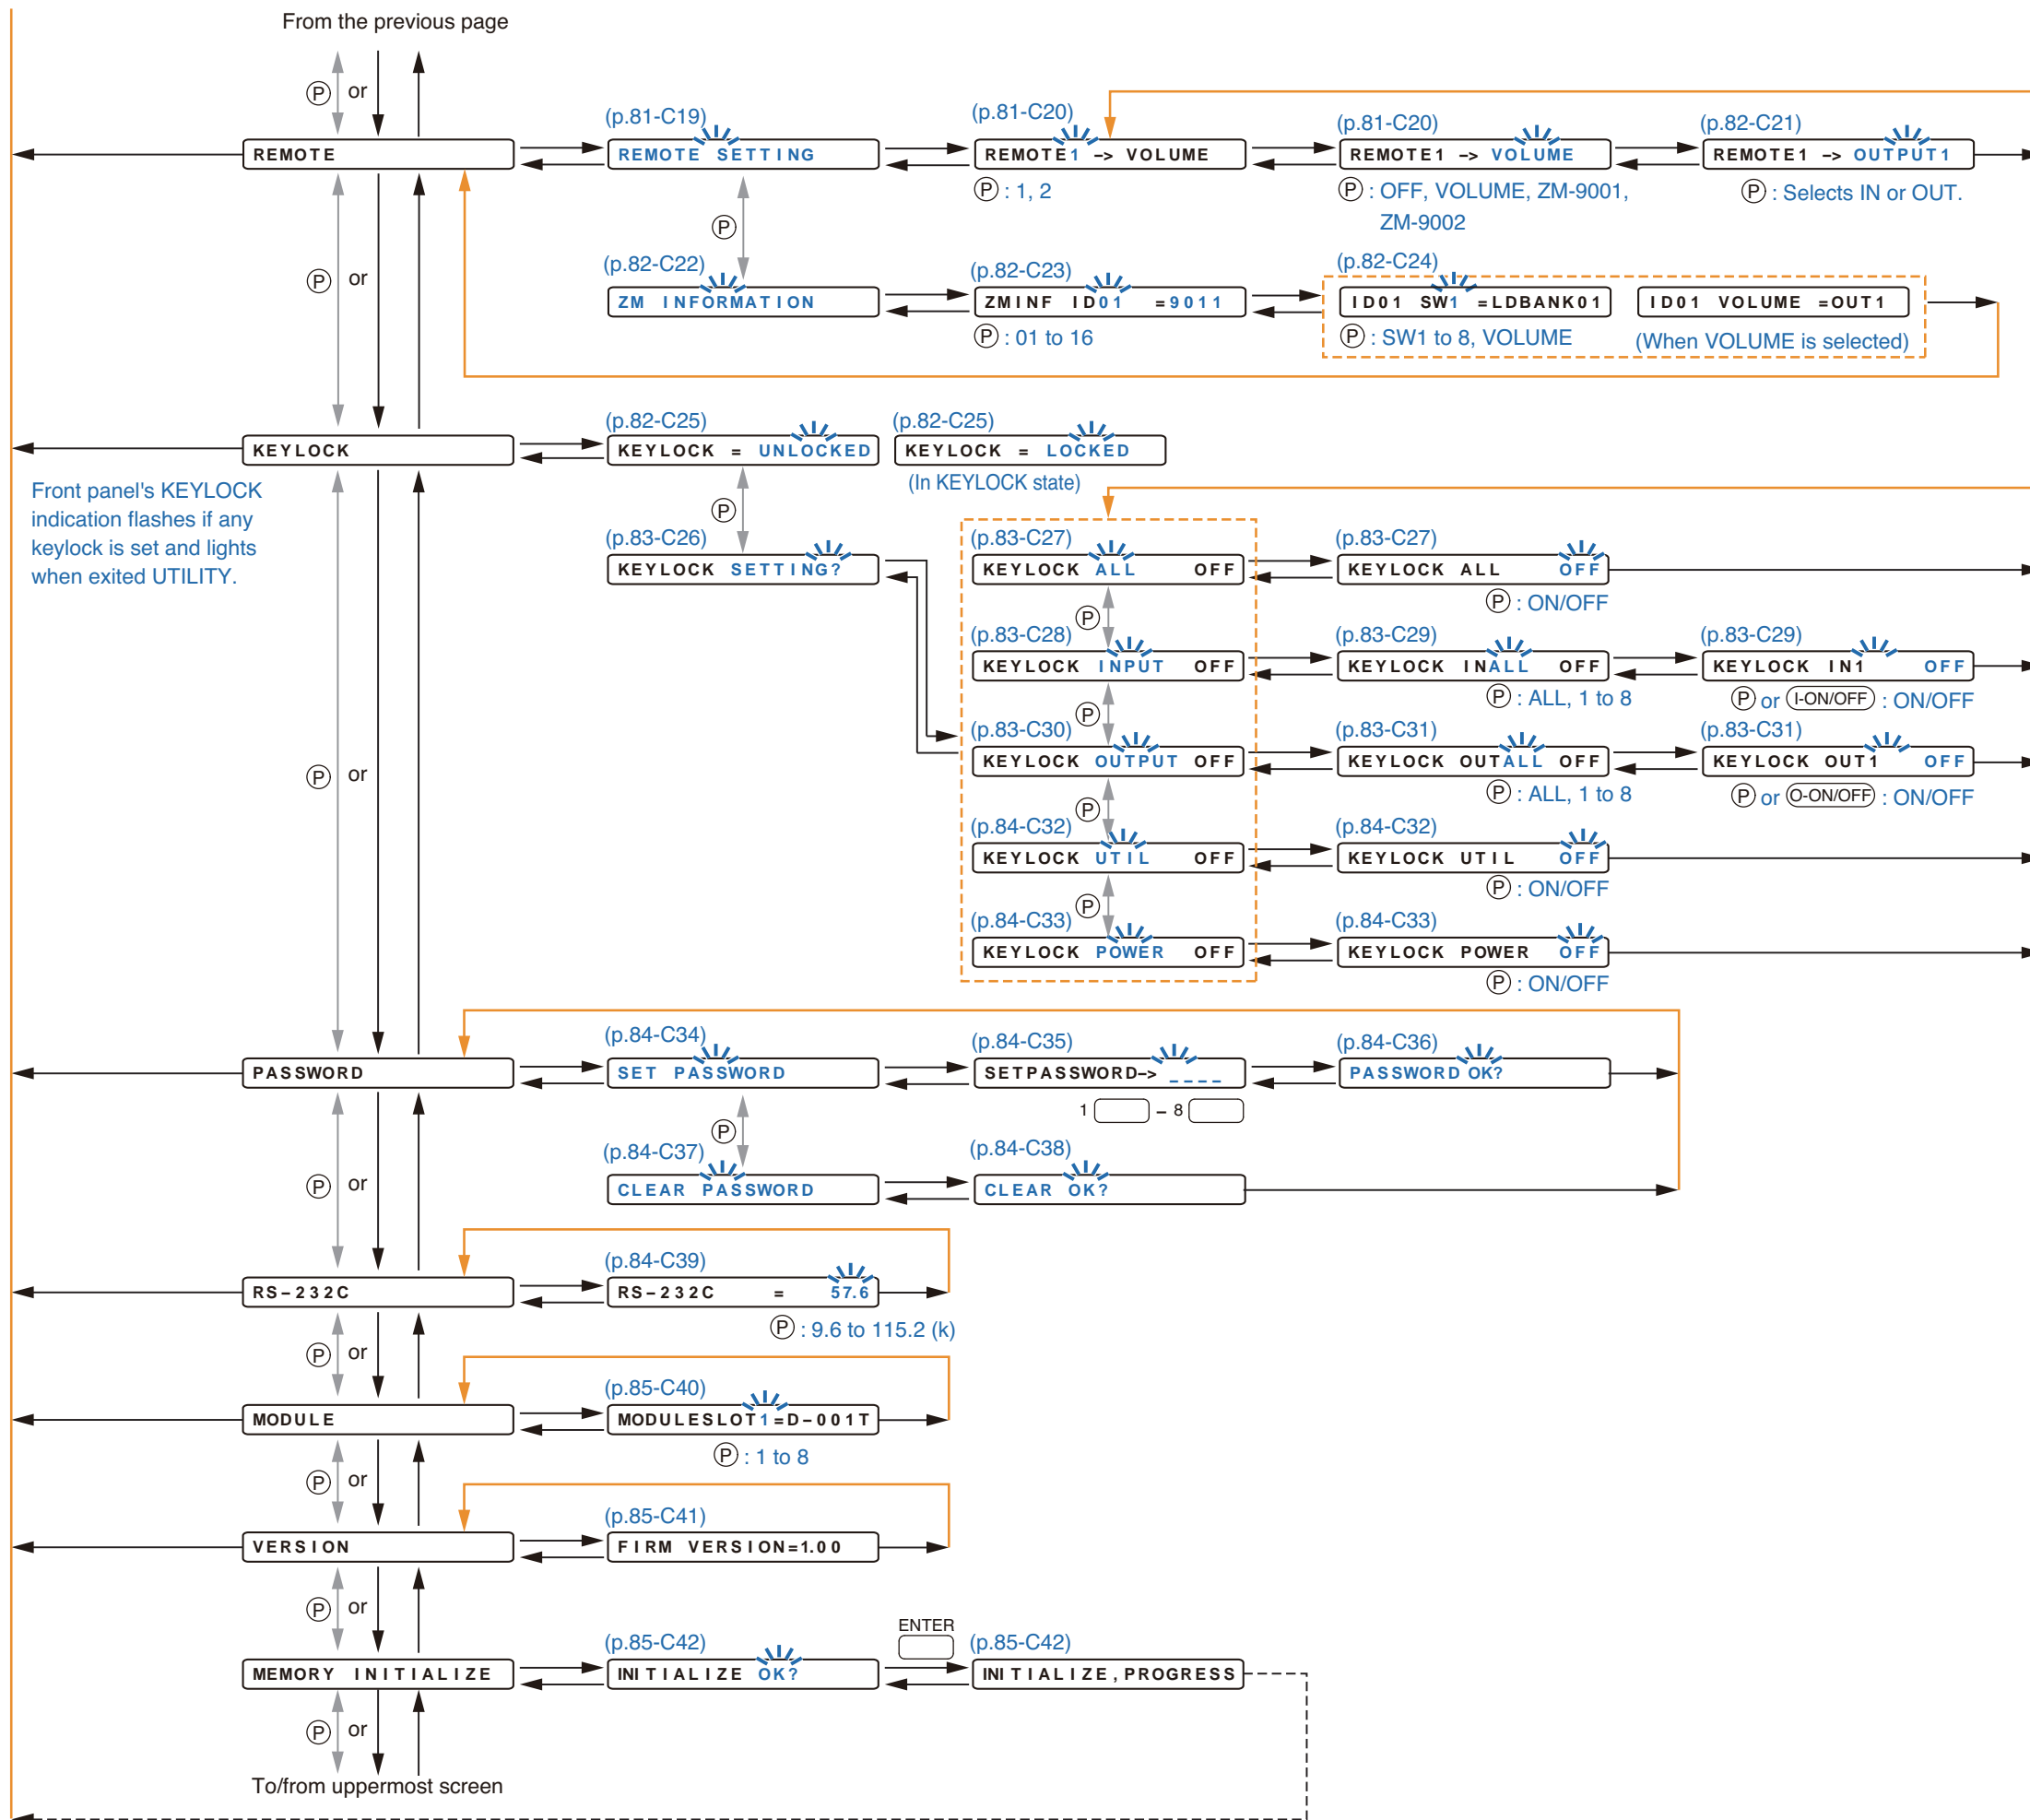 From the previous page
P or
(p.81-C19) (p.81-C20) (p.81-C20) (p.82-C21)
REMOTE REMOTE SETTING REMOTE1 -> VOLUME REMOTE1 -> VOLUME REMOTE1 -> OUTPUT1
P : 1, 2 P : OFF, VOLUME, ZM-9001, P : Selects IN or OUT.
ZM-9002
P
(p.82-C22) (p.82-C23) (p.82-C24)
P or
ZM INFORMATION ZMINF ID01 =9011 ID01 SW1 =LDBANK01 ID01 VOLUME =OUT1
P : 01 to 16 P : SW1 to 8, VOLUME (When VOLUME is selected)
(p.82-C25) (p.82-C25)
KEYLOCK KEYLOCK = UNLOCKED KEYLOCK = LOCKED
(In KEYLOCK state)
Front panel's KEYLOCK
indication flashes if any
keylock is set and lights
when exited UTILITY.
P
(p.83-C26) (p.83-C27) (p.83-C27)
KEYLOCK SETTING? KEYLOCK ALL OFF KEYLOCK ALL OFF
P : ON/OFF
P
(p.83-C28) (p.83-C29) (p.83-C29)
KEYLOCK INPUT OFF KEYLOCK INALL OFF KEYLOCK IN1 OFF
P : ALL, 1 to 8 P or I-ON/OFF : ON/OFF
P
(p.83-C30) (p.83-C31) (p.83-C31)
KEYLOCK OUTPUT OFF KEYLOCK OUTALL OFF KEYLOCK OUT1 OFF
P or
P : ALL, 1 to 8 P or O-ON/OFF : ON/OFF
P
(p.84-C32) (p.84-C32)
KEYLOCK UTIL OFF KEYLOCK UTIL OFF
P : ON/OFF
P
(p.84-C33) (p.84-C33)
KEYLOCK POWER OFF KEYLOCK POWER OFF
P : ON/OFF
(p.84-C34) (p.84-C35) (p.84-C36)
PASSWORD SET PASSWORD SETPASSWORD-> _ _ _ _ PASSWORD OK?
1 – 8
P
(p.84-C37) (p.84-C38)
P or
CLEAR PASSWORD CLEAR OK?
(p.84-C39)
RS-232C RS-232C = 57.6
P : 9.6 to 115.2 (k)
P or
(p.85-C40)
MODULE MODULESLOT1=D-001T
P : 1 to 8
P or
(p.85-C41)
VERSION FIRM VERSION=1.00
P or
ENTER
(p.85-C42) (p.85-C42)
MEMORY INITIALIZE INITIALIZE OK? INITIALIZE, PROGRESS
P or
To/from uppermost screen